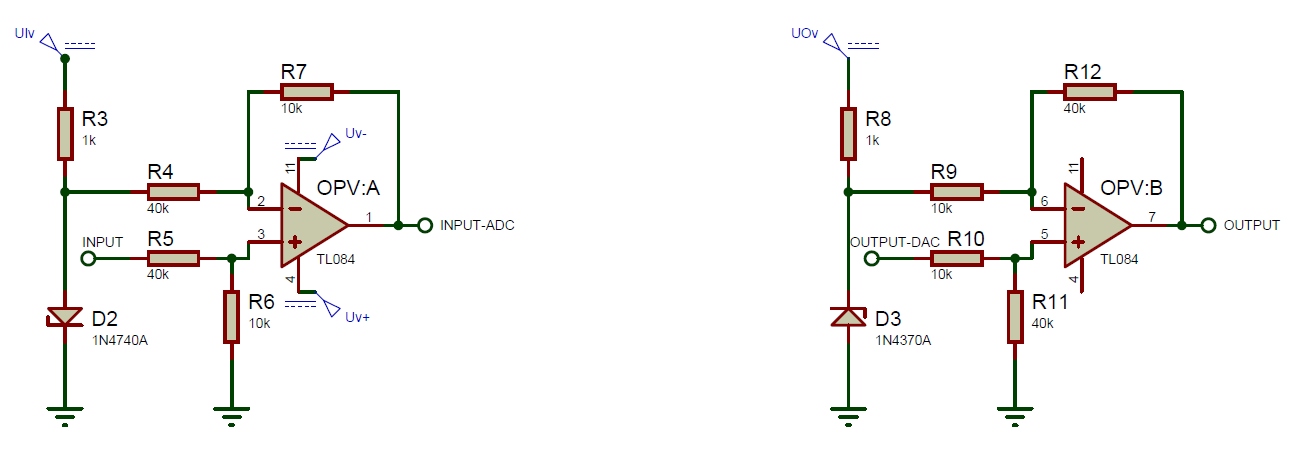 UIv
R3
1k
R7
10k
Uv-
11
R4
40k
OPV:A
2
1
INPUT-ADC
INPUT
R5
40k
3
TL084
4
Uv+
R6
10k
D2
1N4740A
UOv
R8
1k
R12
40k
11
R9
10k
OPV:B
6
7
OUTPUT
OUTPUT-DAC
R10
10k
5
TL084
4
R11
40k
D3
1N4370A